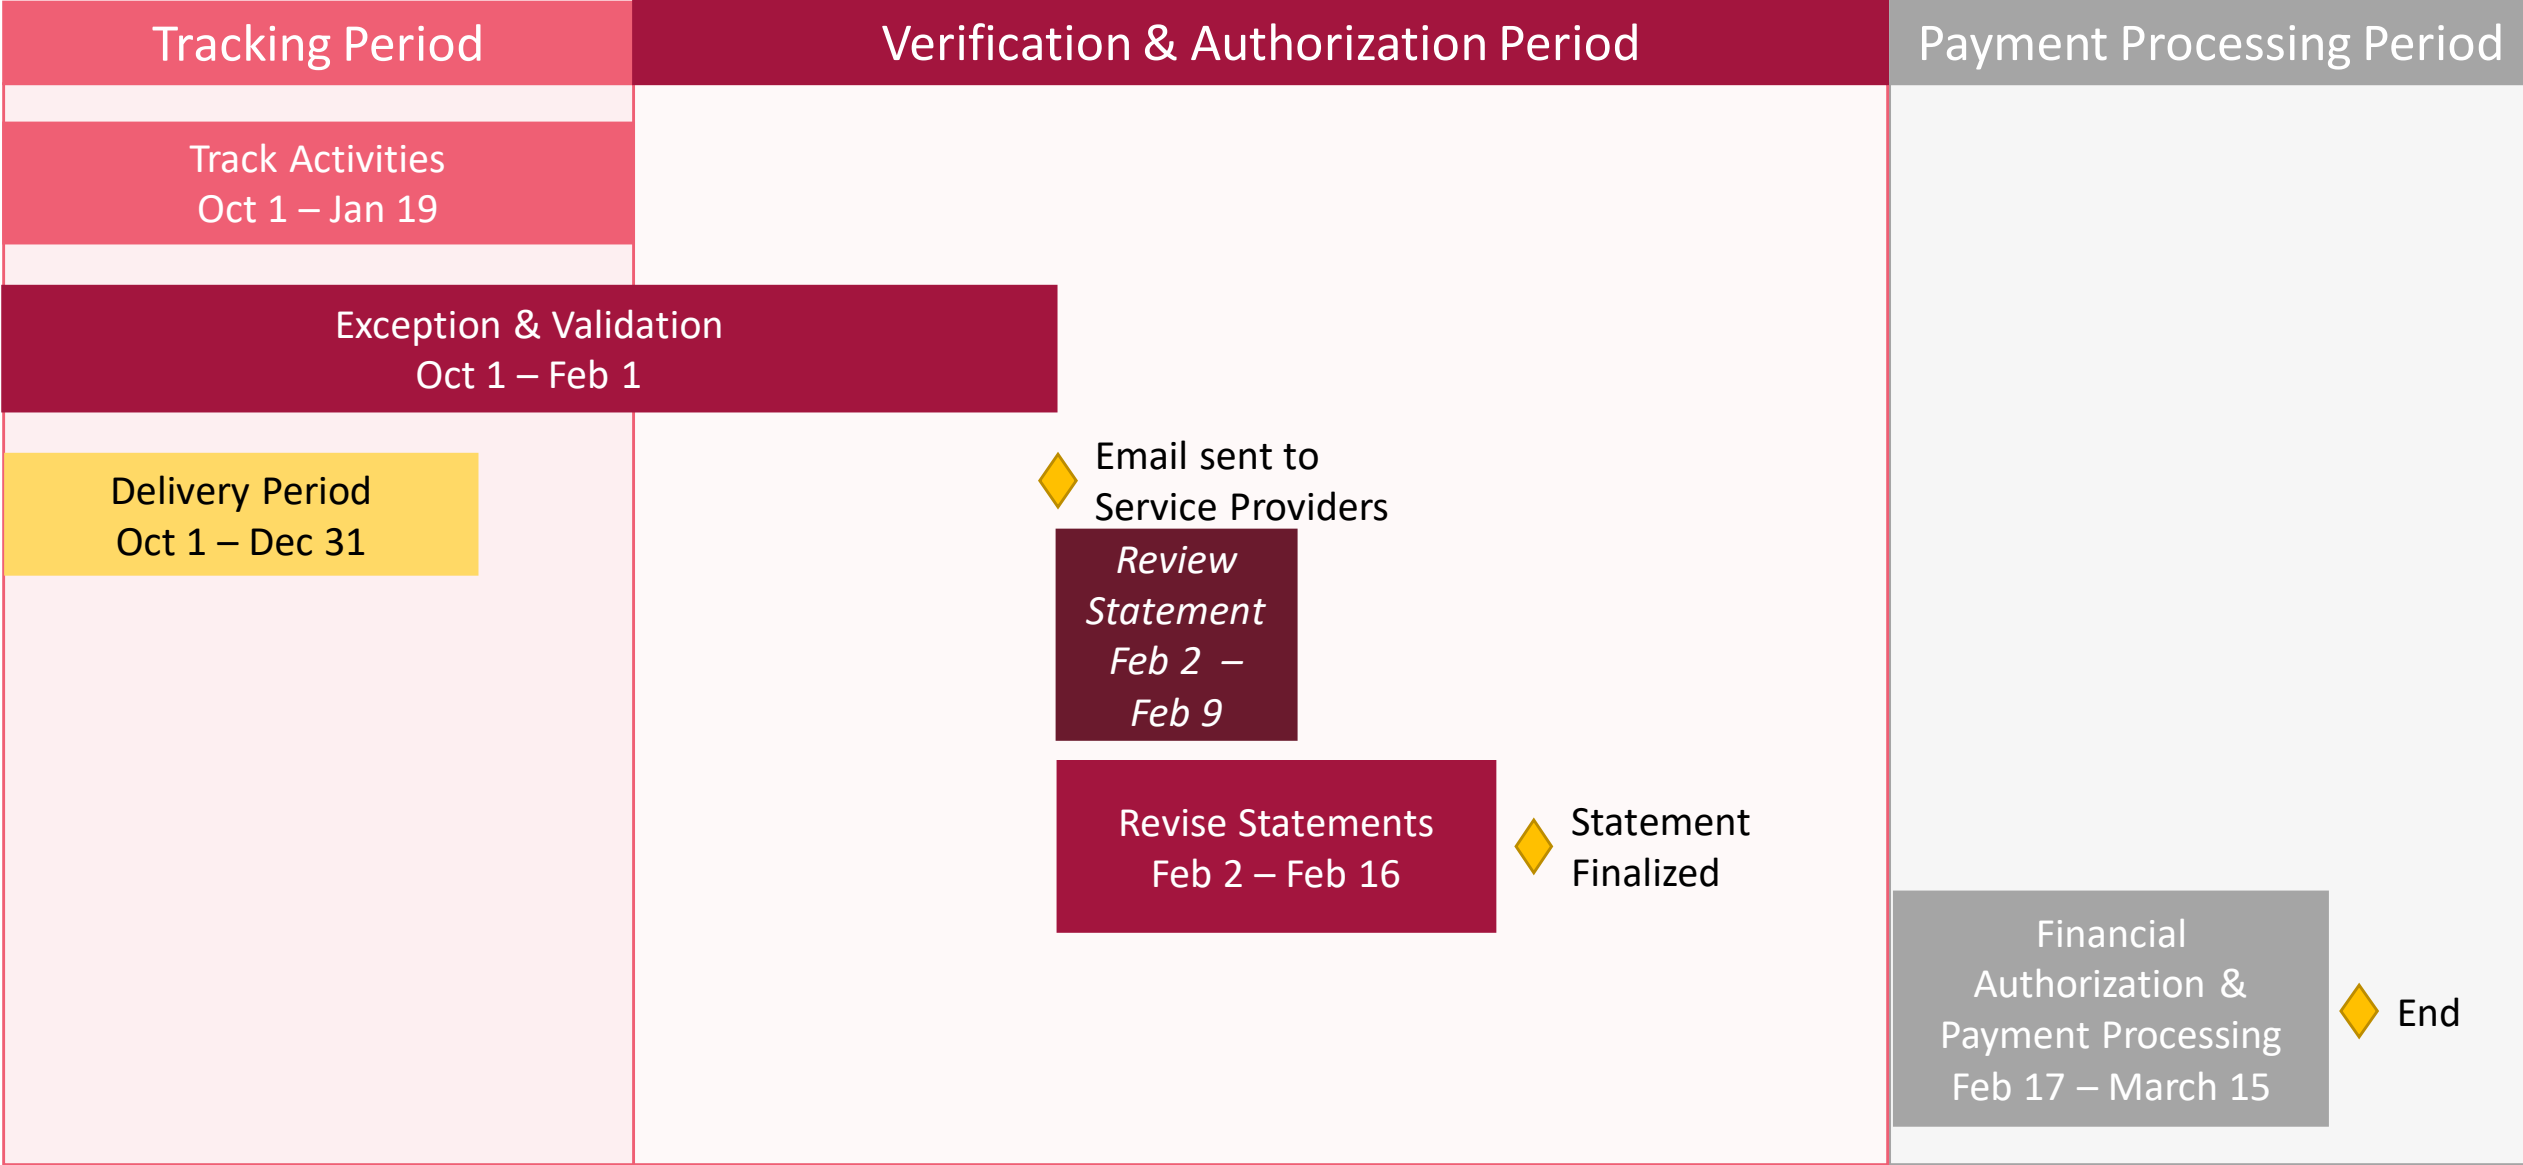 Tracking Period
Verification & Authorization Period
Payment Processing Period
Track Activities
Oct 1 – Jan 19
Exception & Validation
Oct 1 – Feb 1
Delivery Period
Oct 1 – Dec 31
Email sent to
Service Providers
Review
Statement
Feb 2 –
Feb 9
Revise Statements
Feb 2 – Feb 16
Statement
Finalized
Financial
Authorization &
Payment Processing
Feb 17 – March 15
End